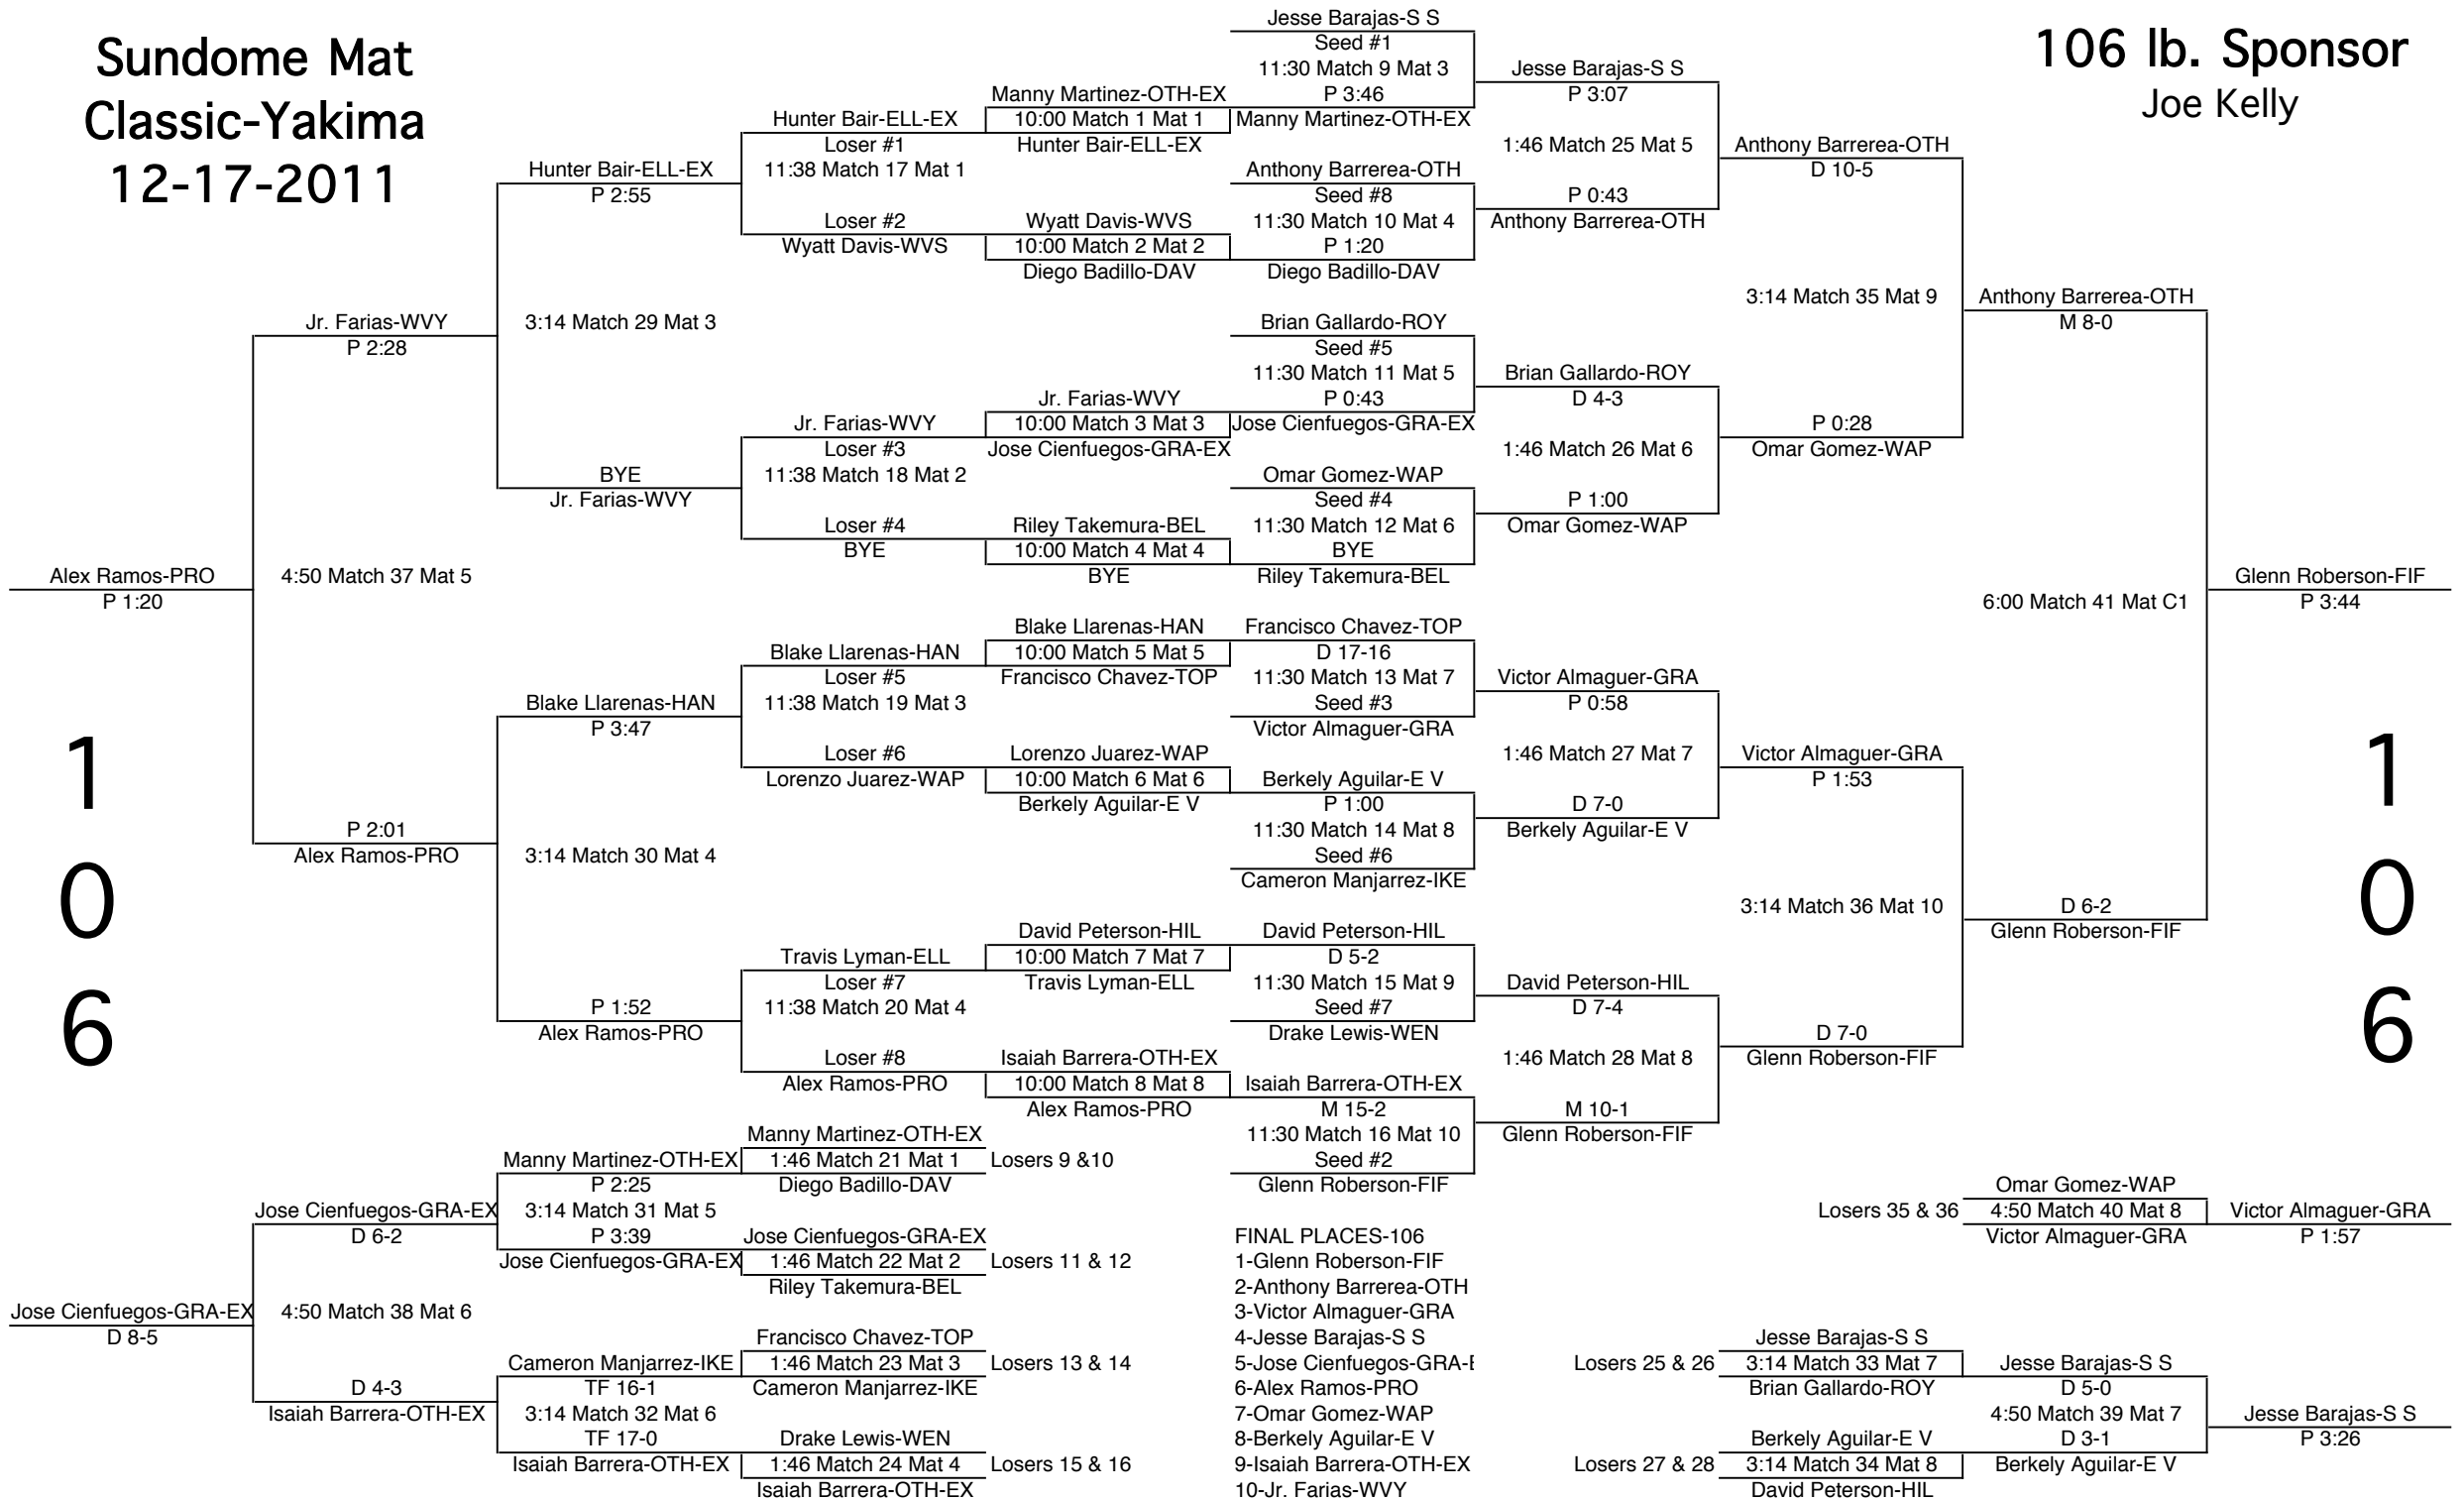 Sundome Mat
Classic-Yakima
12-17-2011
106 lb. Sponsor
Joe Kelly
Jesse Barajas-S S
Seed #1
11:30 Match 9 Mat 3
P 3:46
Manny Martinez-OTH-EX
Anthony Barrerea-OTH
Seed #8
11:30 Match 10 Mat 4
P 1:20
Diego Badillo-DAV
Brian Gallardo-ROY
Seed #5
11:30 Match 11 Mat 5
P 0:43
Jose Cienfuegos-GRA-EX
Omar Gomez-WAP
Seed #4
11:30 Match 12 Mat 6
BYE
Riley Takemura-BEL
Francisco Chavez-TOP
D 17-16
11:30 Match 13 Mat 7
Seed #3
Victor Almaguer-GRA
Berkely Aguilar-E V
P 1:00
11:30 Match 14 Mat 8
Seed #6
Cameron Manjarrez-IKE
David Peterson-HIL
D 5-2
11:30 Match 15 Mat 9
Seed #7
Drake Lewis-WEN
Isaiah Barrera-OTH-EX
M 15-2
11:30 Match 16 Mat 10
Seed #2
Glenn Roberson-FIF
Manny Martinez-OTH-EX
10:00 Match 1 Mat 1
Hunter Bair-ELL-EX
Wyatt Davis-WVS
10:00 Match 2 Mat 2
Diego Badillo-DAV
Jr. Farias-WVY
10:00 Match 3 Mat 3
Jose Cienfuegos-GRA-EX
Riley Takemura-BEL
10:00 Match 4 Mat 4
BYE
Blake Llarenas-HAN
10:00 Match 5 Mat 5
Francisco Chavez-TOP
Lorenzo Juarez-WAP
10:00 Match 6 Mat 6
Berkely Aguilar-E V
David Peterson-HIL
10:00 Match 7 Mat 7
Travis Lyman-ELL
Isaiah Barrera-OTH-EX
10:00 Match 8 Mat 8
Alex Ramos-PRO
Hunter Bair-ELL-EX
Loser #1
11:38 Match 17 Mat 1
Loser #2
Wyatt Davis-WVS
Jr. Farias-WVY
Loser #3
11:38 Match 18 Mat 2
Loser #4
BYE
Blake Llarenas-HAN
Loser #5
11:38 Match 19 Mat 3
Loser #6
Lorenzo Juarez-WAP
Travis Lyman-ELL
Loser #7
11:38 Match 20 Mat 4
Loser #8
Alex Ramos-PRO
Hunter Bair-ELL-EX
P 2:55
3:14 Match 29 Mat 3
BYE
Jr. Farias-WVY
Blake Llarenas-HAN
P 3:47
3:14 Match 30 Mat 4
P 1:52
Alex Ramos-PRO
Jr. Farias-WVY
P 2:28
4:50 Match 37 Mat 5
P 2:01
Alex Ramos-PRO
Alex Ramos-PRO
P 1:20
1
0
6
Jesse Barajas-S S
P 3:07
1:46 Match 25 Mat 5
P 0:43
Anthony Barrerea-OTH
Brian Gallardo-ROY
D 4-3
1:46 Match 26 Mat 6
P 1:00
Omar Gomez-WAP
Victor Almaguer-GRA
P 0:58
1:46 Match 27 Mat 7
D 7-0
Berkely Aguilar-E V
David Peterson-HIL
D 7-4
1:46 Match 28 Mat 8
M 10-1
Glenn Roberson-FIF
Anthony Barrerea-OTH
D 10-5
3:14 Match 35 Mat 9
P 0:28
Omar Gomez-WAP
Victor Almaguer-GRA
P 1:53
3:14 Match 36 Mat 10
D 7-0
Glenn Roberson-FIF
Anthony Barrerea-OTH
M 8-0
6:00 Match 41 Mat C1
D 6-2
Glenn Roberson-FIF
Glenn Roberson-FIF
P 3:44
1
0
6
Manny Martinez-OTH-EX
1:46 Match 21 Mat 1
Losers 9 &10
Diego Badillo-DAV
Jose Cienfuegos-GRA-EX
1:46 Match 22 Mat 2
Losers 11 & 12
Riley Takemura-BEL
Francisco Chavez-TOP
1:46 Match 23 Mat 3
Losers 13 & 14
Cameron Manjarrez-IKE
Drake Lewis-WEN
1:46 Match 24 Mat 4
Losers 15 & 16
Isaiah Barrera-OTH-EX
Manny Martinez-OTH-EX
P 2:25
3:14 Match 31 Mat 5
P 3:39
Jose Cienfuegos-GRA-EX
Cameron Manjarrez-IKE
TF 16-1
3:14 Match 32 Mat 6
TF 17-0
Isaiah Barrera-OTH-EX
Jose Cienfuegos-GRA-EX
D 6-2
4:50 Match 38 Mat 6
D 4-3
Isaiah Barrera-OTH-EX
Jose Cienfuegos-GRA-EX
D 8-5
FINAL PLACES-106
1-Glenn Roberson-FIF
2-Anthony Barrerea-OTH
3-Victor Almaguer-GRA
4-Jesse Barajas-S S
5-Jose Cienfuegos-GRA-E
6-Alex Ramos-PRO
7-Omar Gomez-WAP
8-Berkely Aguilar-E V
9-Isaiah Barrera-OTH-EX
10-Jr. Farias-WVY
Omar Gomez-WAP
Losers 35 & 36
4:50 Match 40 Mat 8
Victor Almaguer-GRA
Victor Almaguer-GRA
P 1:57
Jesse Barajas-S S
Losers 25 & 26
3:14 Match 33 Mat 7
Brian Gallardo-ROY
Berkely Aguilar-E V
Losers 27 & 28
3:14 Match 34 Mat 8
David Peterson-HIL
Jesse Barajas-S S
D 5-0
4:50 Match 39 Mat 7
D 3-1
Berkely Aguilar-E V
Jesse Barajas-S S
P 3:26